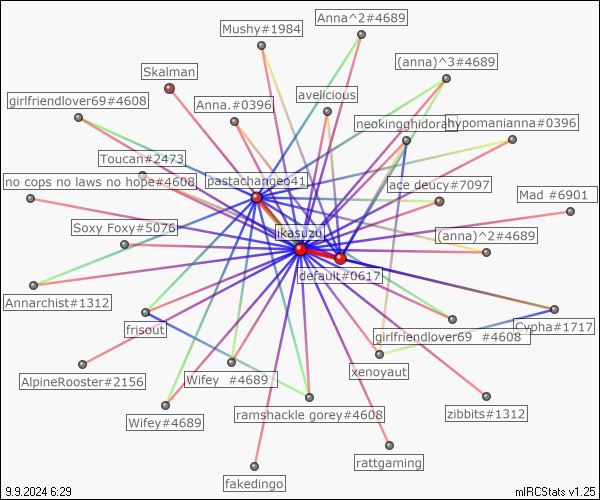 Anna^2#4689
Mushy#1984
(anna)^3#4689
Skalman
avelicious
girlfriendlover69#4608
Anna.#0396
neokingghidorah
hypomanianna#0396
Toucan#2473
no cops no laws no hope#4608
pastachangeo41
ace deucy#7097
Mad #6901
Soxy Foxy#5076
ikasuzu
(anna)^2#4689
default#0617
Annarchist#1312
frisout
girlfriendlover69 #4608
Cypha#1717
xenoyaut
AlpineRooster#2156
Wifey #4689
ramshackle gorey#4608
zibbits#1312
Wifey#4689
rattgaming
fakedingo
9.9.2024 6:29
mIRCStats v1.25